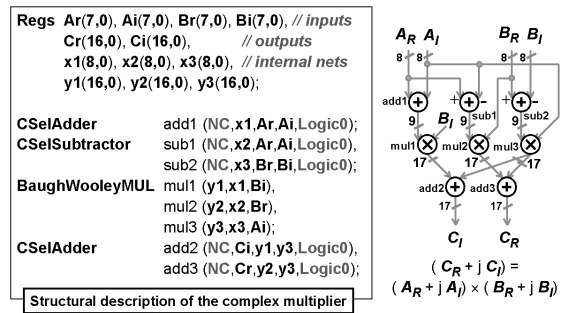 Regs Ar(7,0), Ai(7,0), Br(7,0), Bi(7,0), // inputs
Cr(16,0), Ci(16,0), // outputs
x1(8,0), x2(8,0), x3(8,0), // internal nets
y1(16,0), y2(16,0), y3(16,0);
CSelAdder add1 (NC,x1,Ar,Ai,Logic0);
CSelSubtractor sub1 (NC,x2,Ar,Ai,Logic0),
sub2 (NC,x3,Br,Bi,Logic0);
BaughWooleyMUL mul1 (y1,x1,Bi),
mul2 (y2,x2,Br),
mul3 (y3,x3,Ai);
CSelAdder add2 (NC,Ci,y1,y3,Logic0),
add3 (NC,Cr,y2,y3,Logic0);
Structural description of the complex multiplier
AR AI BR BI
8 8 8 8
add1 + + + - sub1 + + - sub2
9 BI 9 9
mul1 × mul2 × mul3 ×
17 17 17
add2 + add3 +
17 17
CI CR
( CR + j CI ) =
( AR + j AI ) × ( BR + j BI )